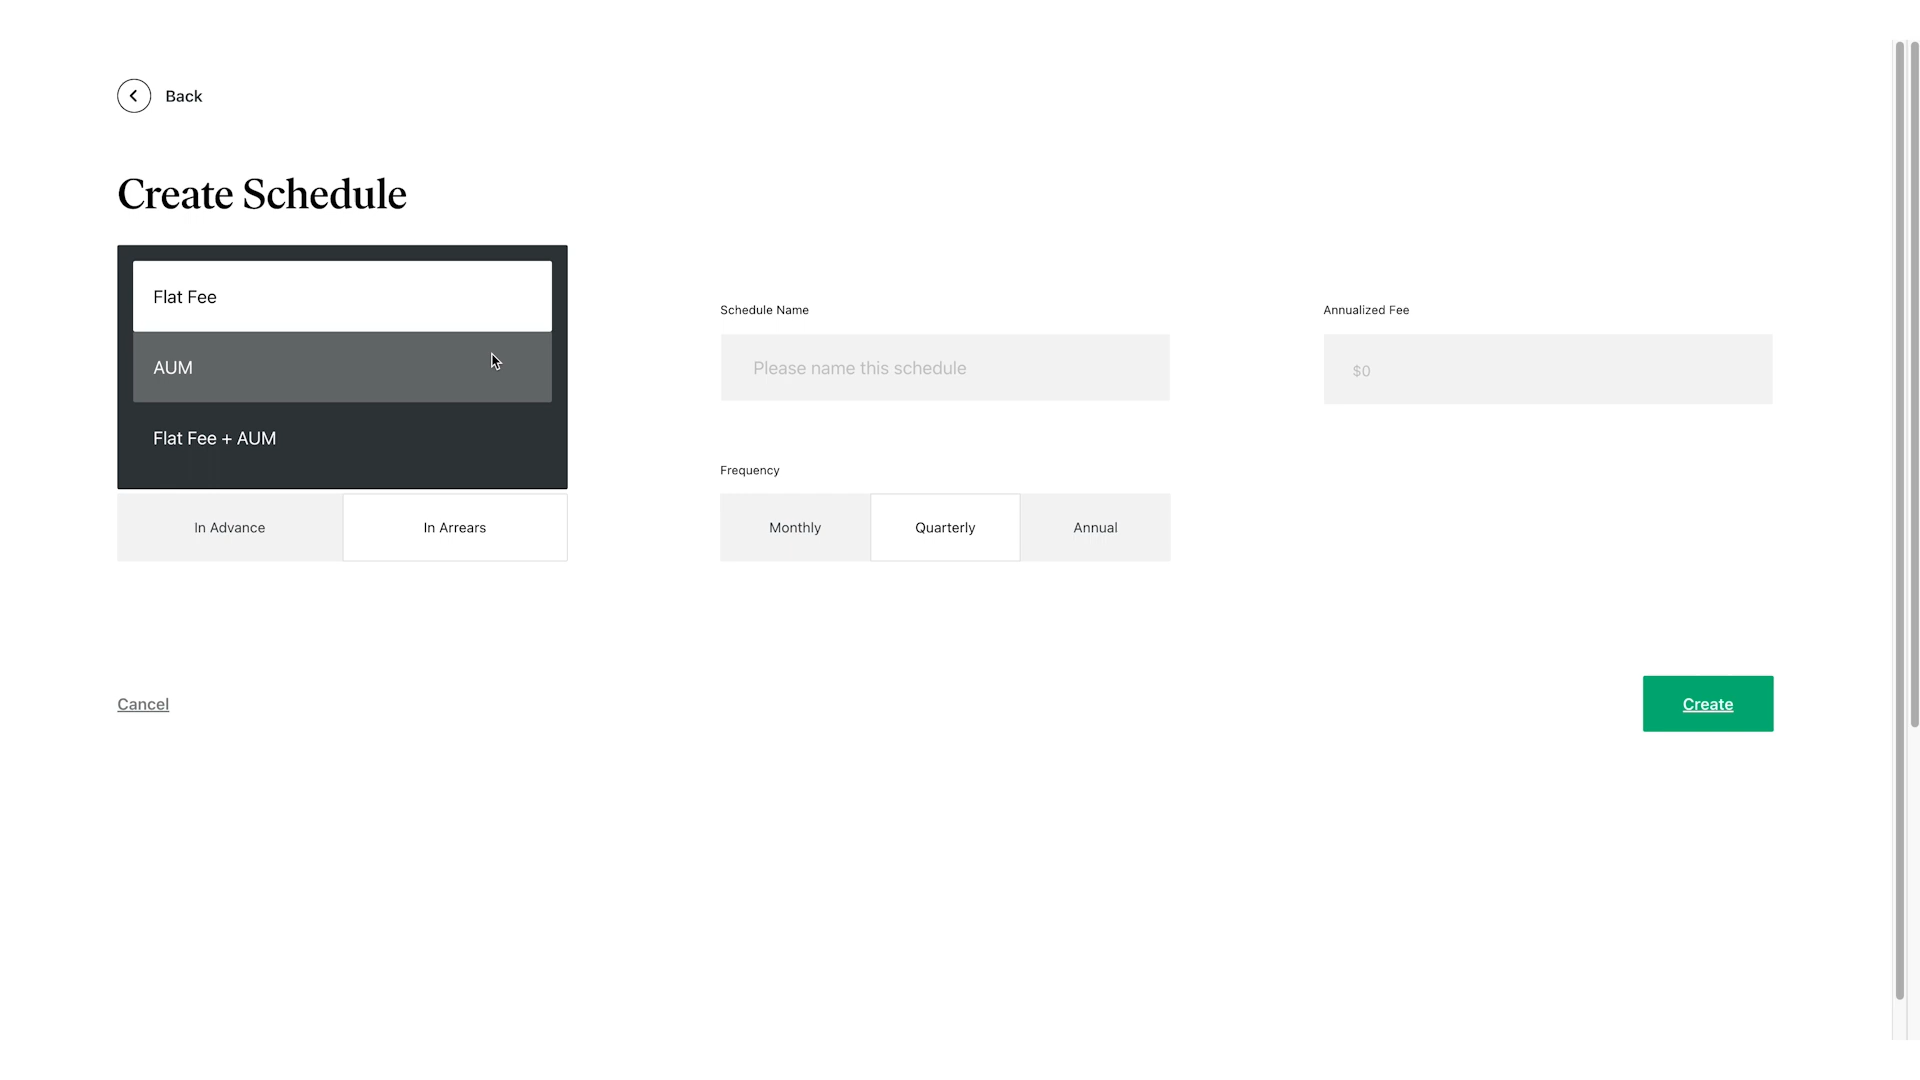 Back
Create Schedule
Flat Fee
AUM
Flat Fee + AUM
In Advance
In Arrears
Schedule Name
Please name this schedule
Frequency
Monthly
Quarterly
Annual
Annualized Fee
$0
Cancel
Create